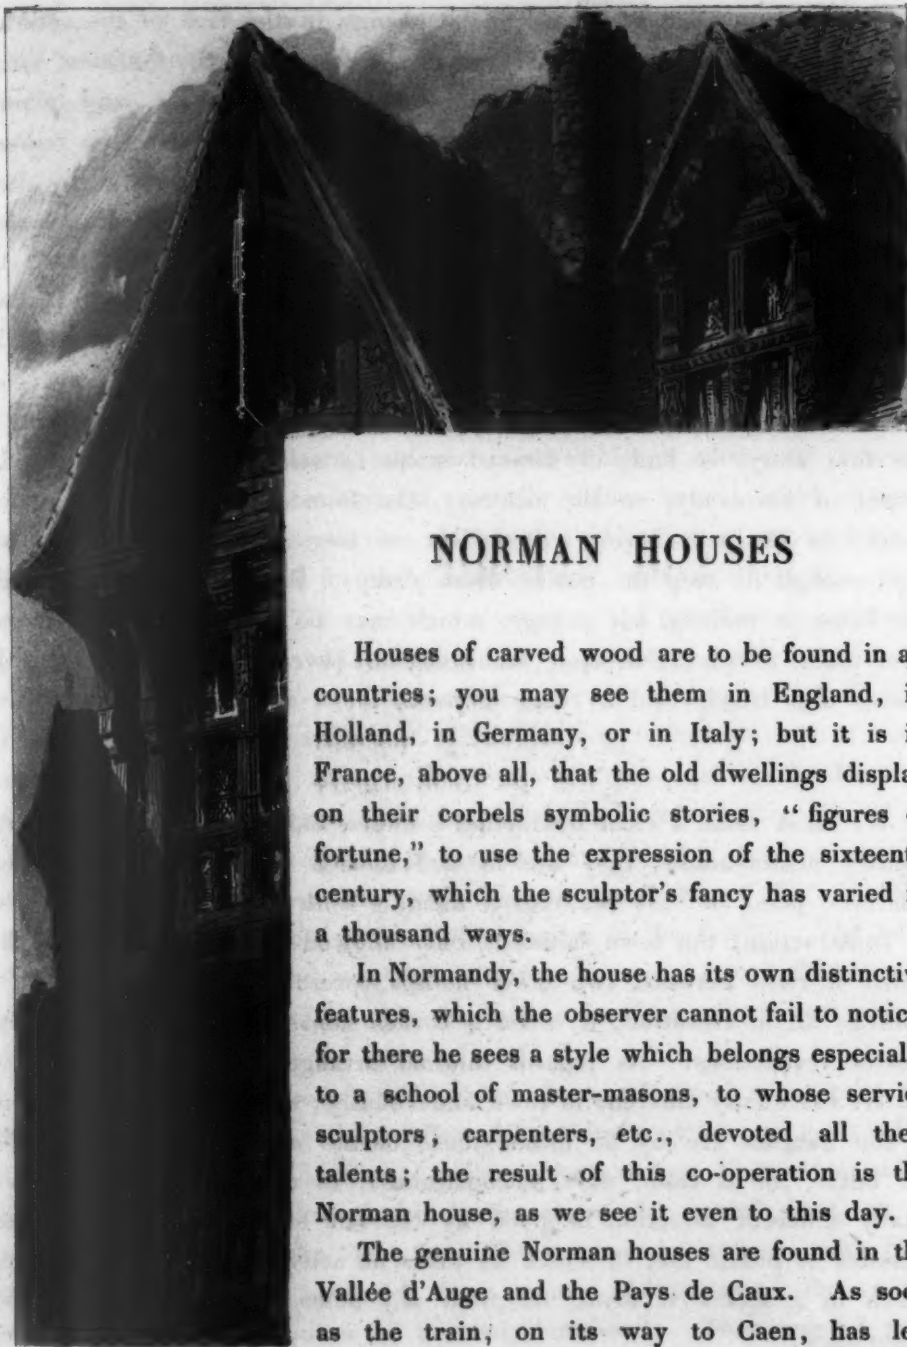 NORMAN HOUSES
Houses of carved wood are to be found in a
countries; you may see them in England, i
Holland, in Germany, or in Italy; but it is i
France, above all, that the old dwellings displa
on their corbels symbolic stories, “ figures
fortune,” to use the expression of the sixteent
century, which the sculptor's fancy has varied
a thousand ways.
In Normandy, the house has its own distinctiv
features, which the observer cannot fail to notic
for there he sees a style which belongs especial
to a school of master-masons, to whose servic
sculptors, carpenters, etc., devoted all the
talents; the result of this co-operation is th
Norman house, as we see it even to this day.
The genuine Norman houses are found in th
Vallée d'Auge and the Pays de Caux. As soo
as the train, on its way to Caen, has le